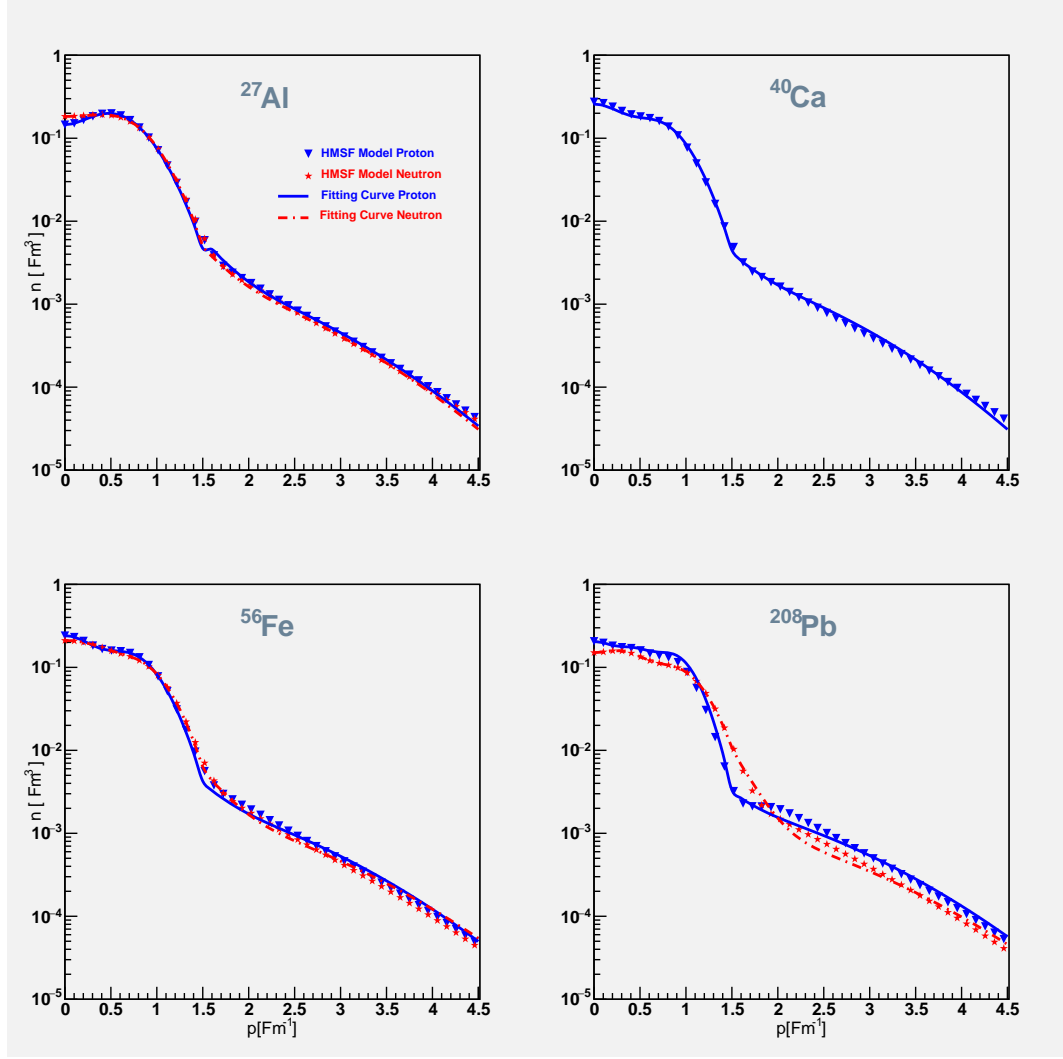 ²⁷Al
1
10⁻¹
10⁻²
10⁻³
10⁻⁴
10⁻⁵
n [ Fm³ ]
HMSF Model Proton
HMSF Model Neutron
Fitting Curve Proton
Fitting Curve Neutron
0 0.5 1 1.5 2 2.5 3 3.5 4 4.5
⁴⁰Ca
1
10⁻¹
10⁻²
10⁻³
10⁻⁴
10⁻⁵
0 0.5 1 1.5 2 2.5 3 3.5 4 4.5
⁵⁶Fe
1
10⁻¹
10⁻²
10⁻³
10⁻⁴
10⁻⁵
n [ Fm³ ]
0 0.5 1 1.5 2 2.5 3 3.5 4 4.5
p[Fm⁻¹]
²⁰⁸Pb
1
10⁻¹
10⁻²
10⁻³
10⁻⁴
10⁻⁵
0 0.5 1 1.5 2 2.5 3 3.5 4 4.5
p[Fm⁻¹]